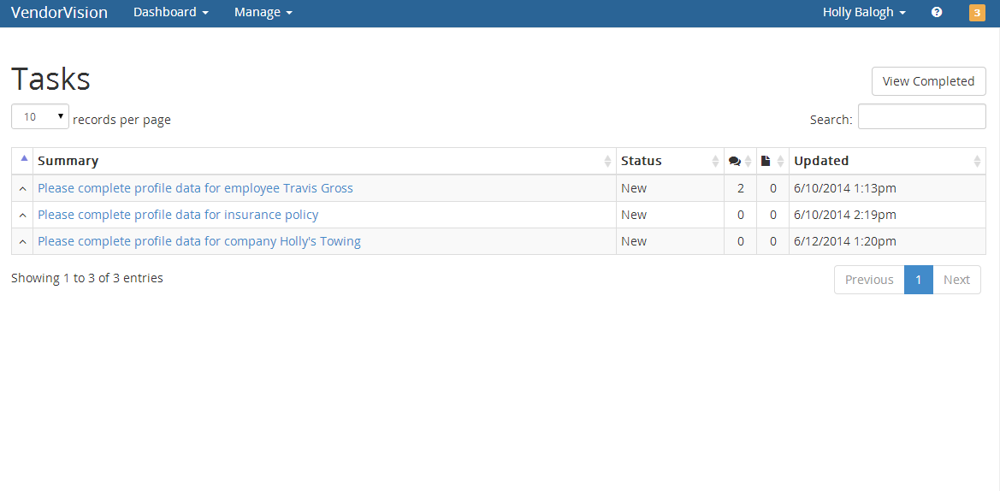 VendorVision Dashboard Manage Holly Balogh ? 3
Tasks
View Completed
10 records per page Search:
Summary Status Updated
Please complete profile data for employee Travis Gross New 2 0 6/10/2014 1:13pm
Please complete profile data for insurance policy New 0 0 6/10/2014 2:19pm
Please complete profile data for company Holly's Towing New 0 0 6/12/2014 1:20pm
Showing 1 to 3 of 3 entries Previous 1 Next